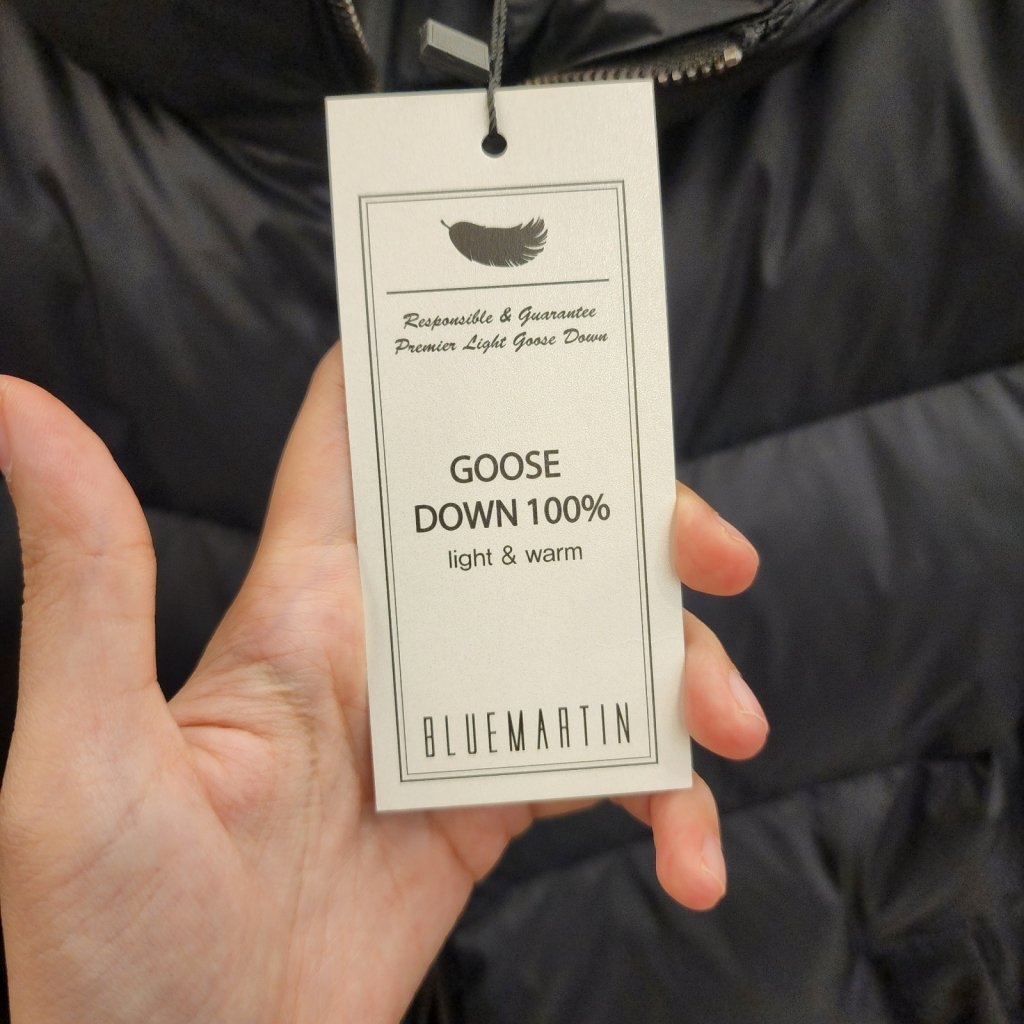 Responsible & Guarantee
Premier Light Goose Down
GOOSE
DOWN 100%
light & warm
BLUEMARTIN